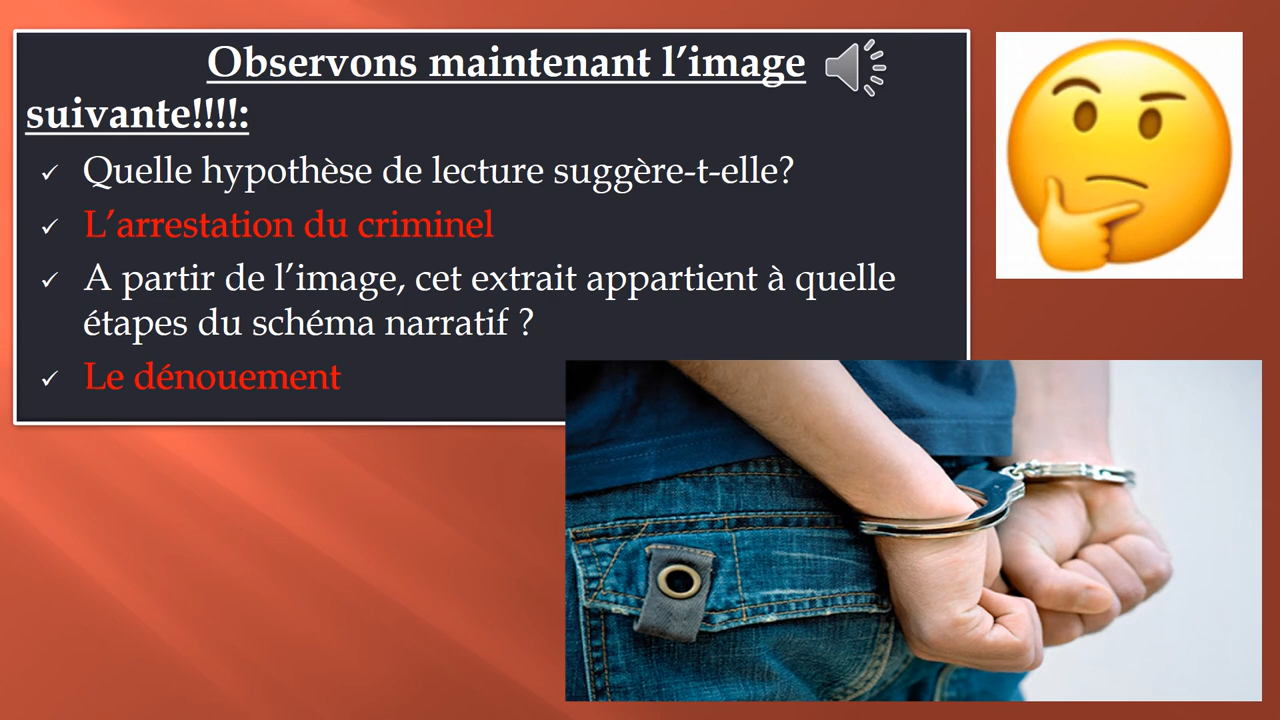 Observons maintenant l’image
suivante!!!!:
✓ Quelle hypothèse de lecture suggère-t-elle?
✓ L’arrestation du criminel
✓ A partir de l’image, cet extrait appartient à quelle
étapes du schéma narratif ?
✓ Le dénouement